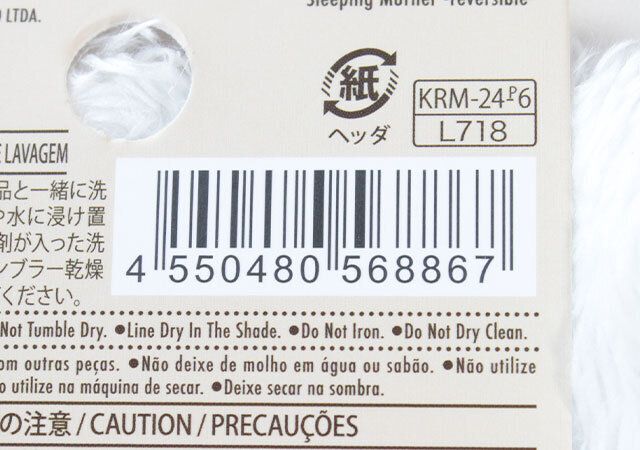 LTDA.
Sleeping Muffler -reversible-
紙
ヘッダ
KRM-24P6
L718
E LAVAGEM
品と一緒に洗
や水に浸け置
剤が入った洗
ンブラー乾燥
ください。
4 550480 568867
Not Tumble Dry. ●Line Dry In The Shade. ●Do Not Iron. ●Do Not Dry Clean.
om outras peças. ●Não deixe de molho em água ou sabão. ●Não utilize
o utilize na máquina de secar. ●Deixe secar na sombra.
の注意/CAUTION/PRECAUÇÕES